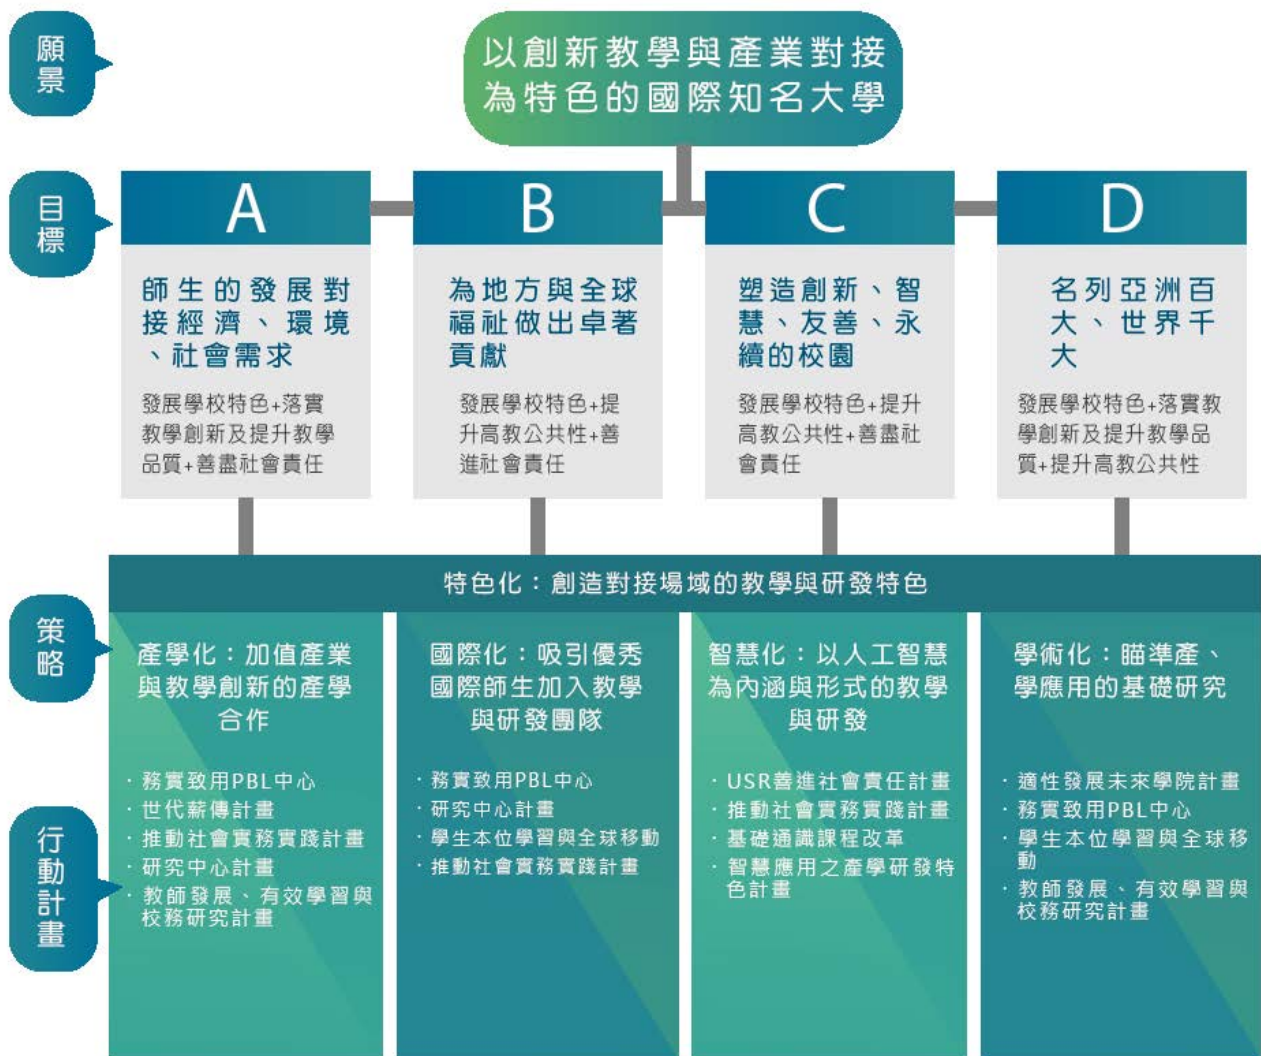 願景
以創新教學與產業對接
為特色的國際知名大學
目標
A
師生的發展對
接經濟、環境
、社會需求
發展學校特色+落實
教學創新及提升教學
品質+善盡社會責任
B
為地方與全球
福祉做出卓著
貢獻
發展學校特色+提
升高教公共性+善
進社會責任
C
塑造創新、智
慧、友善、永
續的校園
發展學校特色+提升
高教公共性+善盡社
會責任
D
名列亞洲百
大、世界千
大
發展學校特色+落實教
學創新及提升教學品
質+提升高教公共性
策略
特色化：創造對接場域的教學與研發特色
產學化：加值產業
與教學創新的產學
合作
國際化：吸引優秀
國際師生加入教學
與研發團隊
智慧化：以人工智慧
為內涵與形式的教學
與研發
學術化：瞄準產、
學應用的基礎研究
行動計畫
·務實致用PBL中心
·世代薪傳計畫
·推動社會實務實踐計畫
·研究中心計畫
·教師發展、有效學習與
校務研究計畫
·務實致用PBL中心
·研究中心計畫
·學生本位學習與全球移動
·推動社會實務實踐計畫
·USR善進社會責任計畫
·推動社會實務實踐計畫
·基礎通識課程改革
·智慧應用之產學研發特
色計畫
·適性發展未來學院計畫
·務實致用PBL中心
·學生本位學習與全球移
動
·教師發展、有效學習與
校務研究計畫